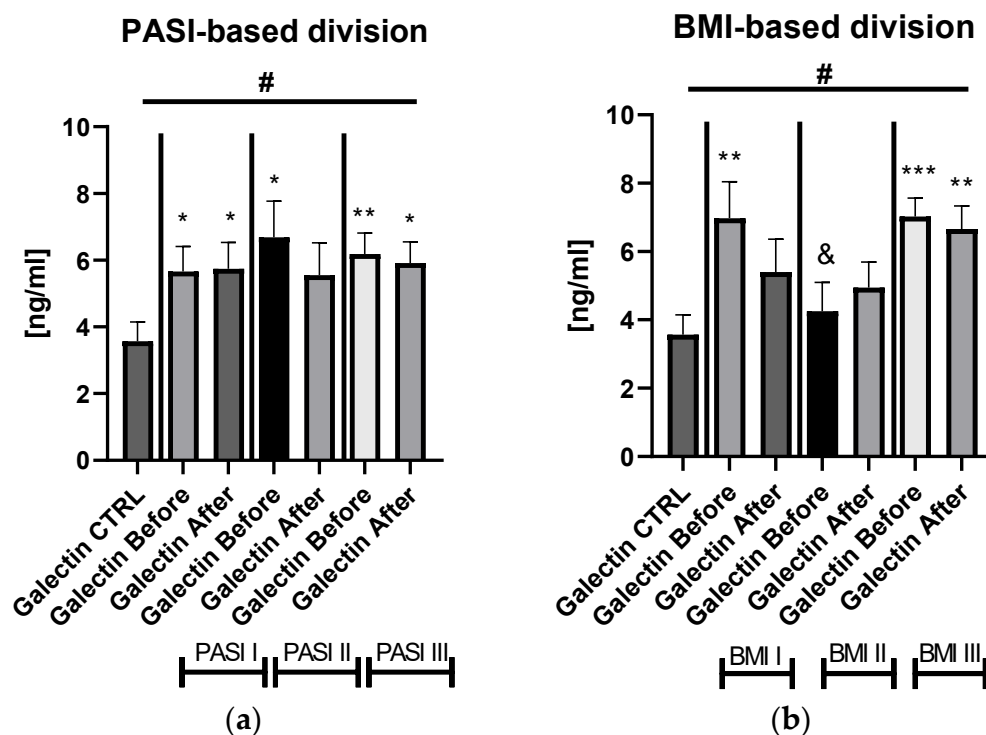 PASI-based division
#
[ng/ml]
10
8
6
4
2
0
*
*
*
**
*
Galectin CTRL
Galectin Before
Galectin After
Galectin Before
Galectin After
Galectin Before
Galectin After
PASI I
PASI II
PASI III
(a)
BMI-based division
#
[ng/ml]
10
8
6
4
2
0
**
&
***
**
Galectin CTRL
Galectin Before
Galectin After
Galectin Before
Galectin After
Galectin Before
Galectin After
BMI I
BMI II
BMI III
(b)